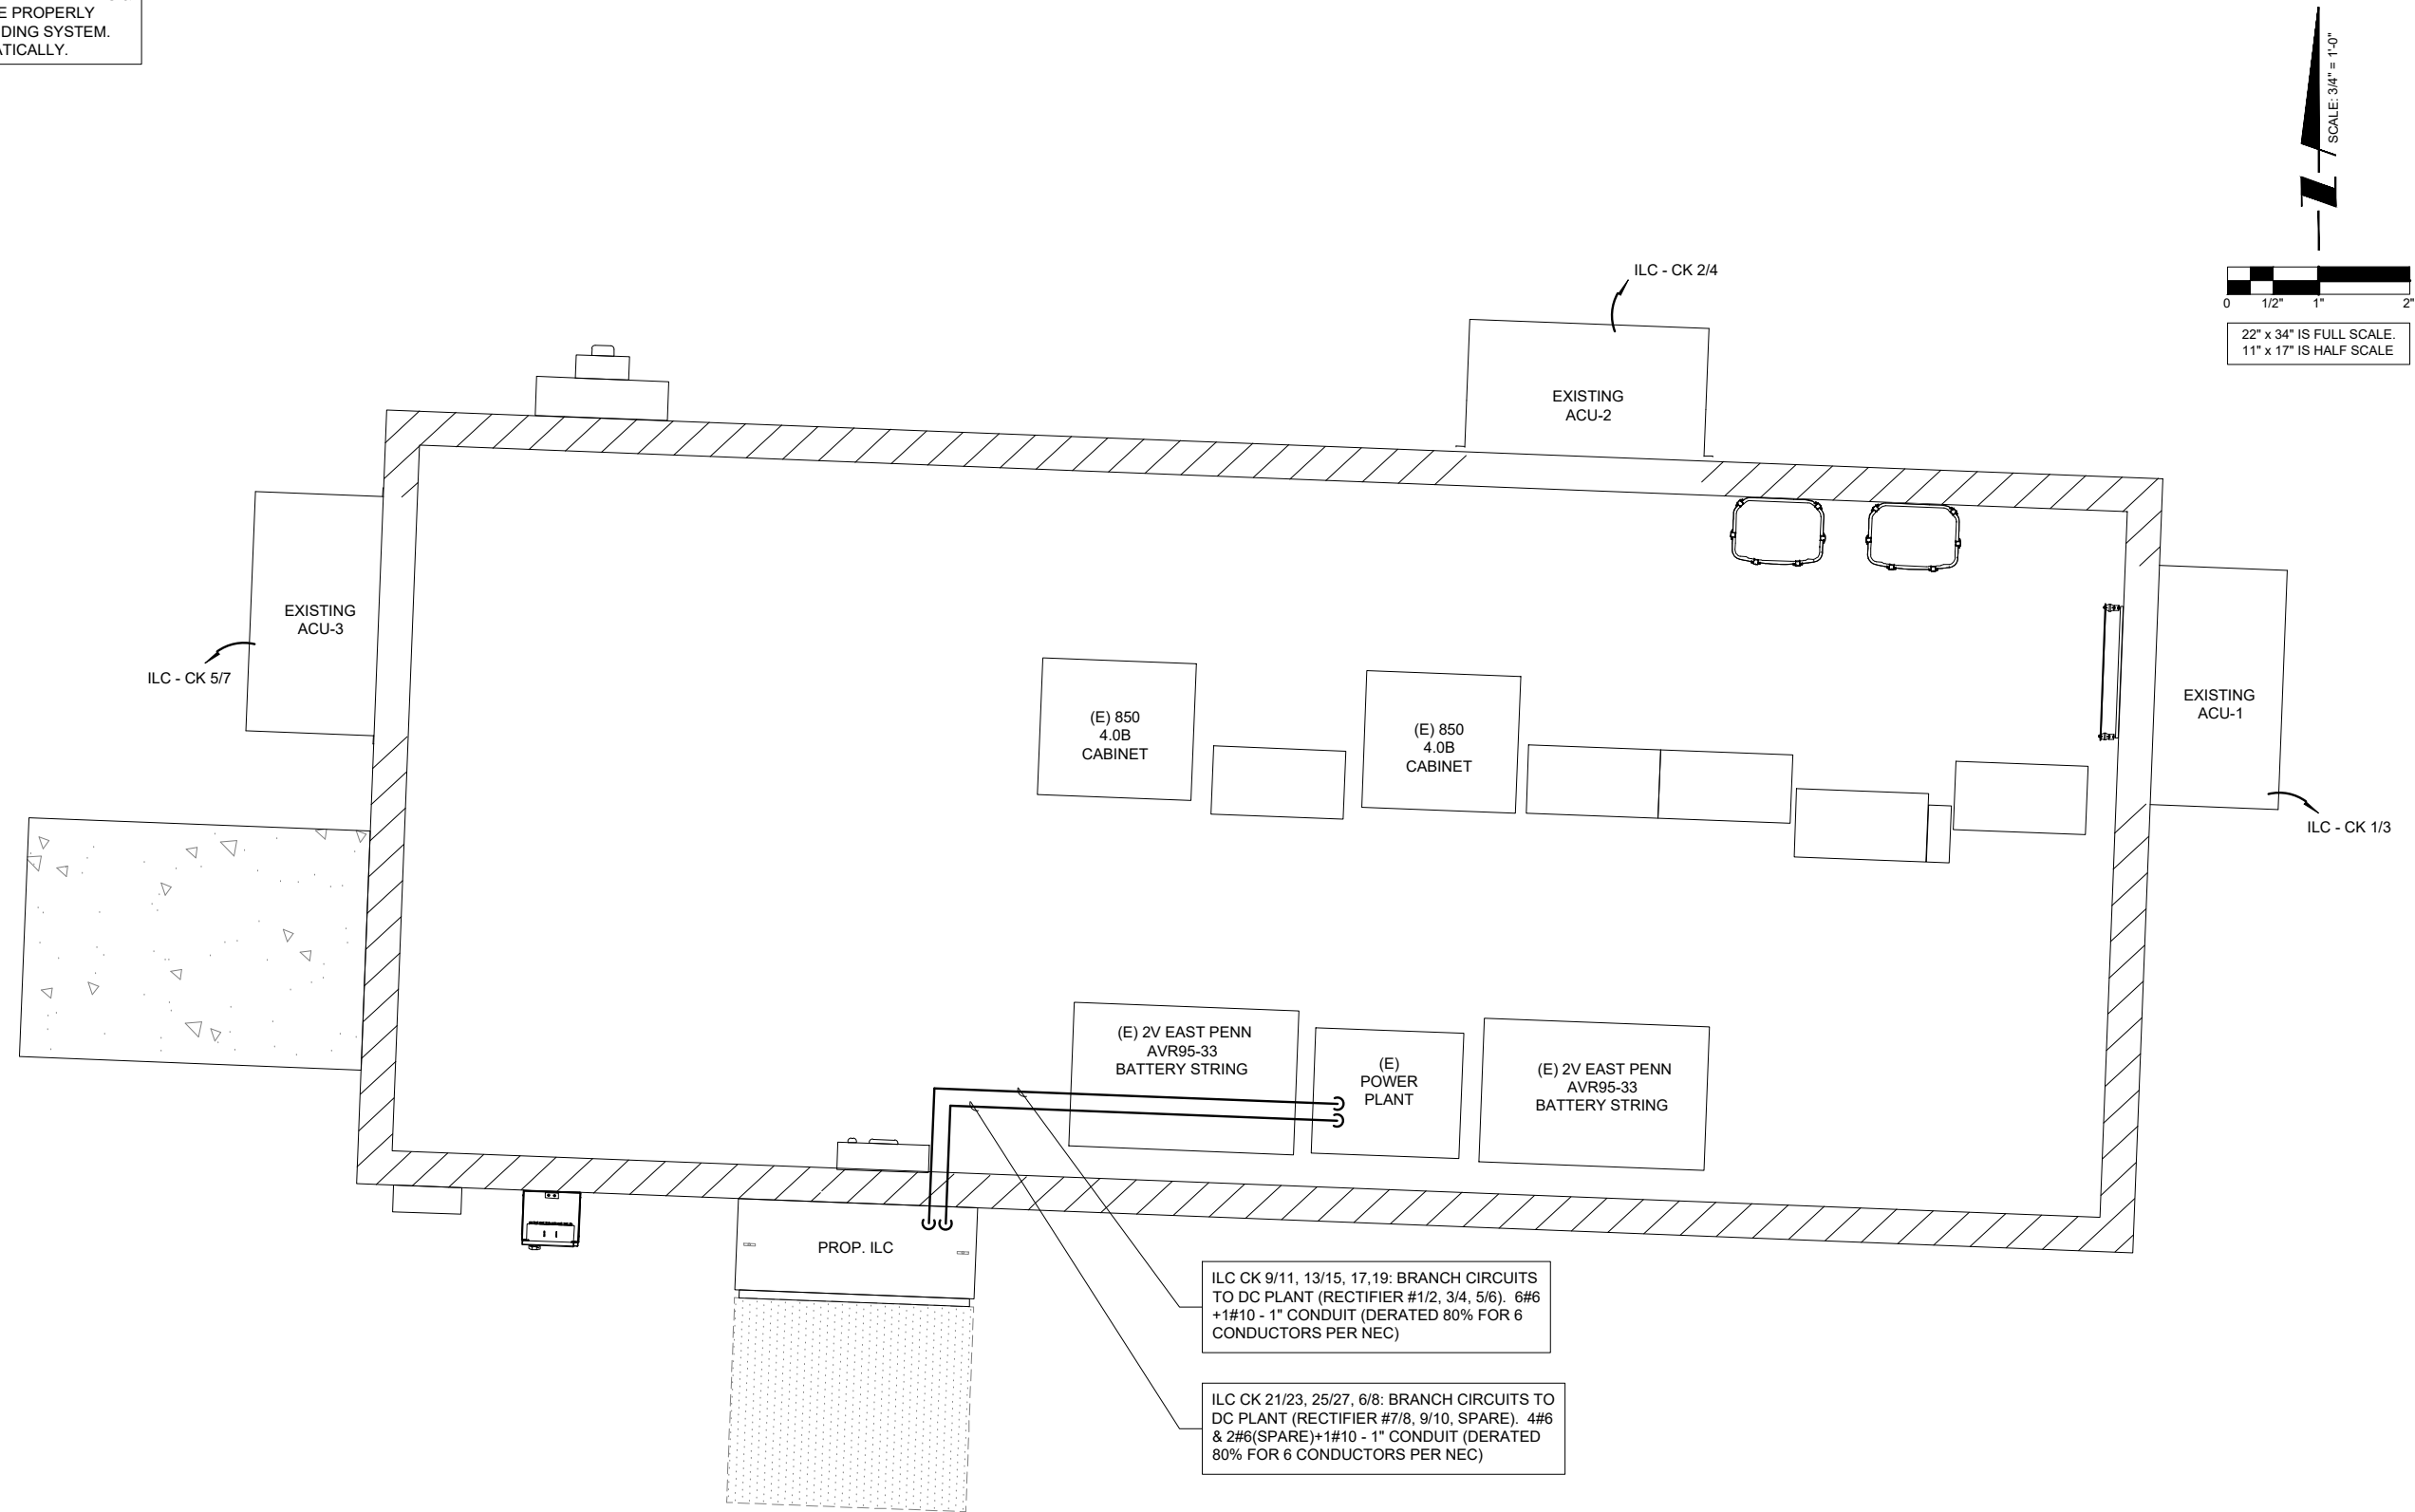 E PROPERLY
DING SYSTEM.
ATICALLY.
SCALE: 3/4" = 1'-0"
0 1/2" 1" 2"
22" x 34" IS FULL SCALE.
11" x 17" IS HALF SCALE
ILC - CK 2/4
EXISTING
ACU-2
EXISTING
ACU-3
ILC - CK 5/7
(E) 850
4.0B
CABINET
(E) 850
4.0B
CABINET
EXISTING
ACU-1
ILC - CK 1/3
(E) 2V EAST PENN
AVR95-33
BATTERY STRING
(E)
POWER
PLANT
(E) 2V EAST PENN
AVR95-33
BATTERY STRING
PROP. ILC
ILC CK 9/11, 13/15, 17,19: BRANCH CIRCUITS
TO DC PLANT (RECTIFIER #1/2, 3/4, 5/6). 6#6
+1#10 - 1" CONDUIT (DERATED 80% FOR 6
CONDUCTORS PER NEC)
ILC CK 21/23, 25/27, 6/8: BRANCH CIRCUITS TO
DC PLANT (RECTIFIER #7/8, 9/10, SPARE). 4#6
& 2#6(SPARE)+1#10 - 1" CONDUIT (DERATED
80% FOR 6 CONDUCTORS PER NEC)